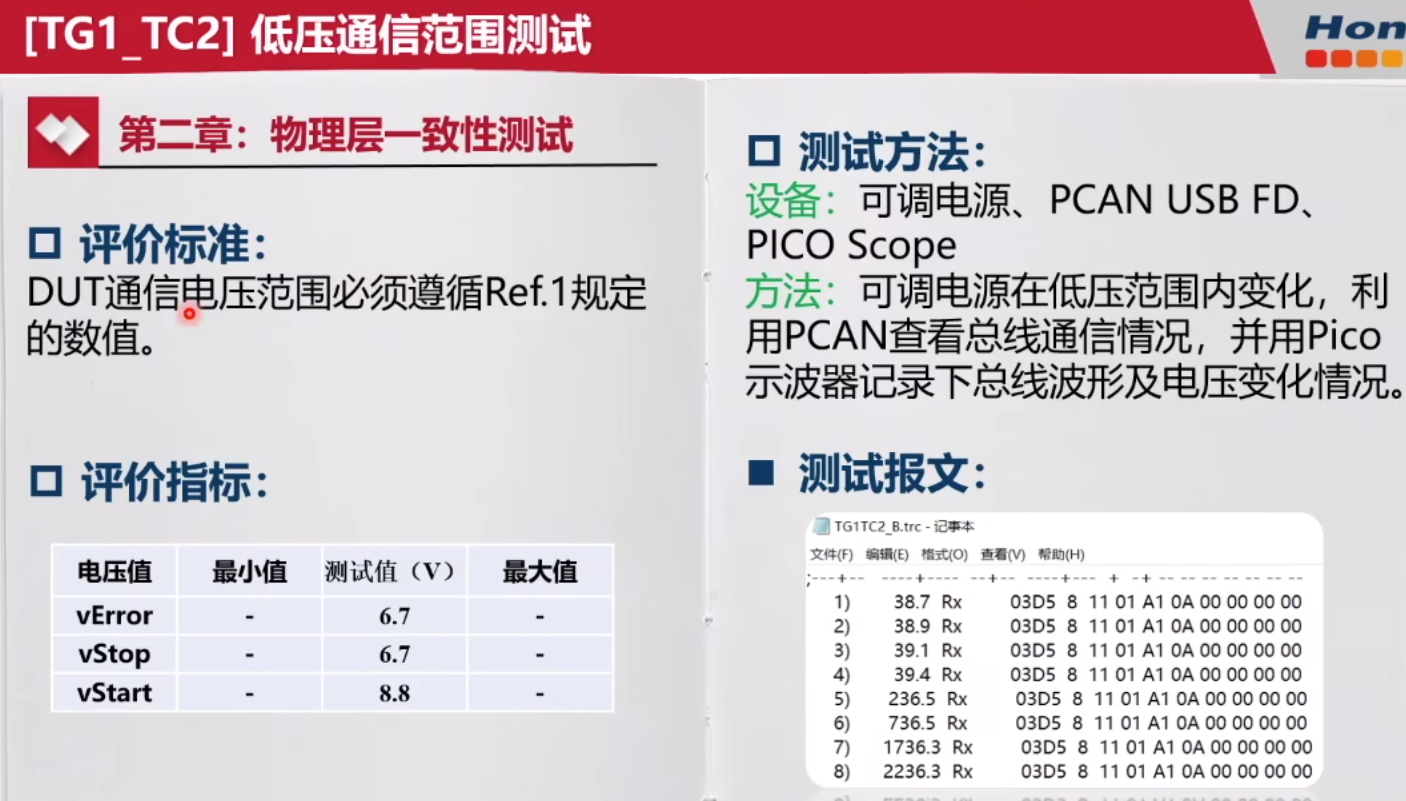 [TG1_TC2] 低压通信范围测试
Hon
第二章：物理层一致性测试
评价标准：
DUT通信电压范围必须遵循Ref.1规定
的数值。
评价指标：
电压值 最小值 测试值（V） 最大值
vError - 6.7 -
vStop - 6.7 -
vStart - 8.8 -
测试方法：
设备：可调电源、PCAN USB FD、
PICO Scope
方法：可调电源在低压范围内变化，利
用PCAN查看总线通信情况，并用Pico
示波器记录下总线波形及电压变化情况。
测试报文：
TG1TC2_B.trc - 记事本
文件(F) 编辑(E) 格式(O) 查看(V) 帮助(H)
;---+-- ----+---- --+-- ----+--- + -+ -- -- -- -- -- -- --
1) 38.7 Rx 03D5 8 11 01 A1 0A 00 00 00 00
2) 38.9 Rx 03D5 8 11 01 A1 0A 00 00 00 00
3) 39.1 Rx 03D5 8 11 01 A1 0A 00 00 00 00
4) 39.4 Rx 03D5 8 11 01 A1 0A 00 00 00 00
5) 236.5 Rx 03D5 8 11 01 A1 0A 00 00 00 00
6) 736.5 Rx 03D5 8 11 01 A1 0A 00 00 00 00
7) 1736.3 Rx 03D5 8 11 01 A1 0A 00 00 00 00
8) 2236.3 Rx 03D5 8 11 01 A1 0A 00 00 00 00